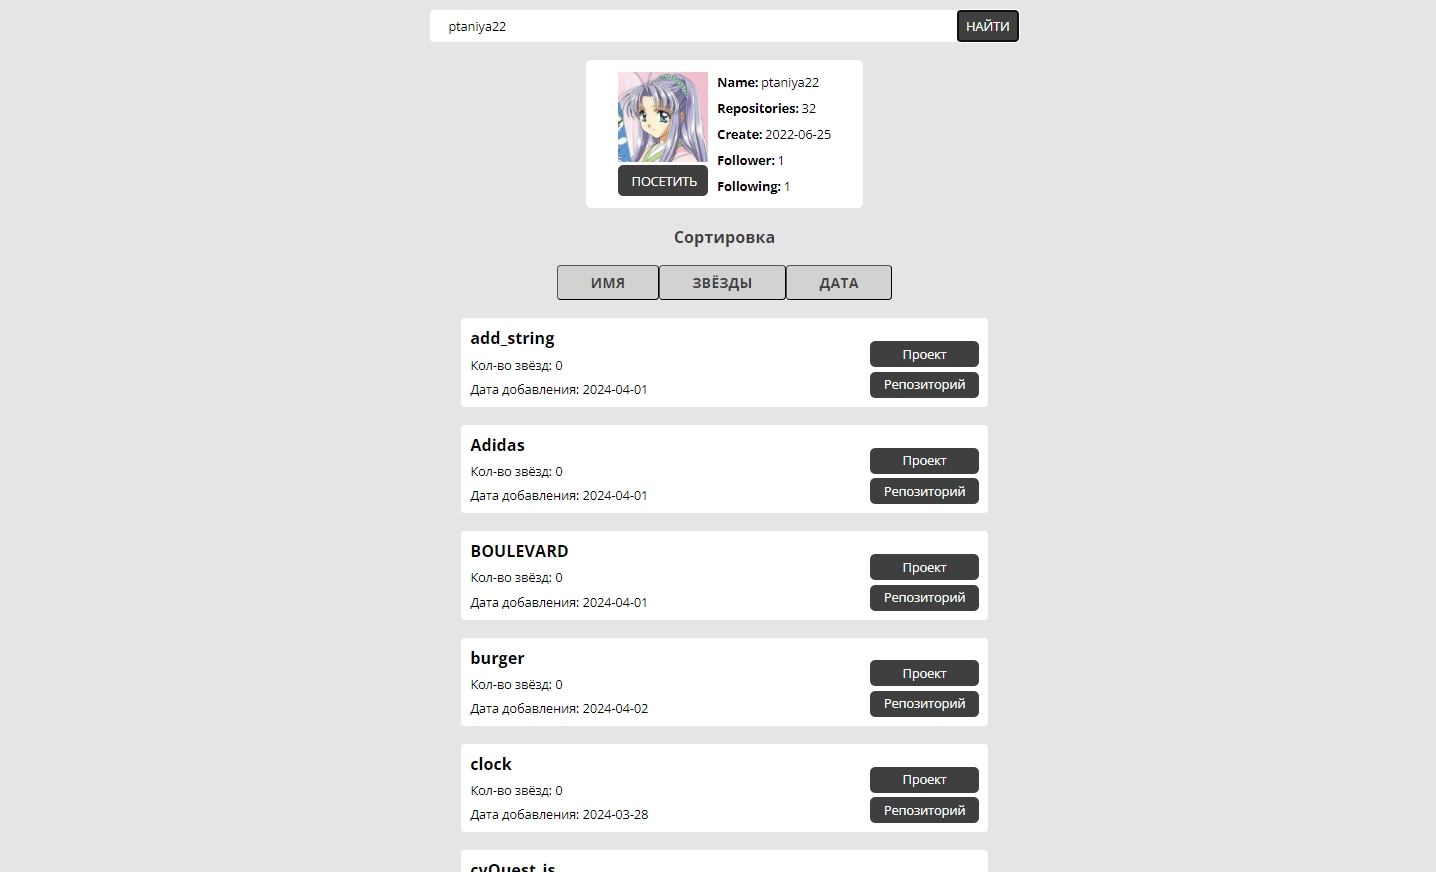 ptaniya22
НАЙТИ
Name: ptaniya22
Repositories: 32
Create: 2022-06-25
Follower: 1
Following: 1
ПОСЕТИТЬ
Сортировка
ИМЯ ЗВЁЗДЫ ДАТА
add_string
Кол-во звёзд: 0
Дата добавления: 2024-04-01
Проект
Репозиторий
Adidas
Кол-во звёзд: 0
Дата добавления: 2024-04-01
Проект
Репозиторий
BOULEVARD
Кол-во звёзд: 0
Дата добавления: 2024-04-01
Проект
Репозиторий
burger
Кол-во звёзд: 0
Дата добавления: 2024-04-02
Проект
Репозиторий
clock
Кол-во звёзд: 0
Дата добавления: 2024-03-28
Проект
Репозиторий